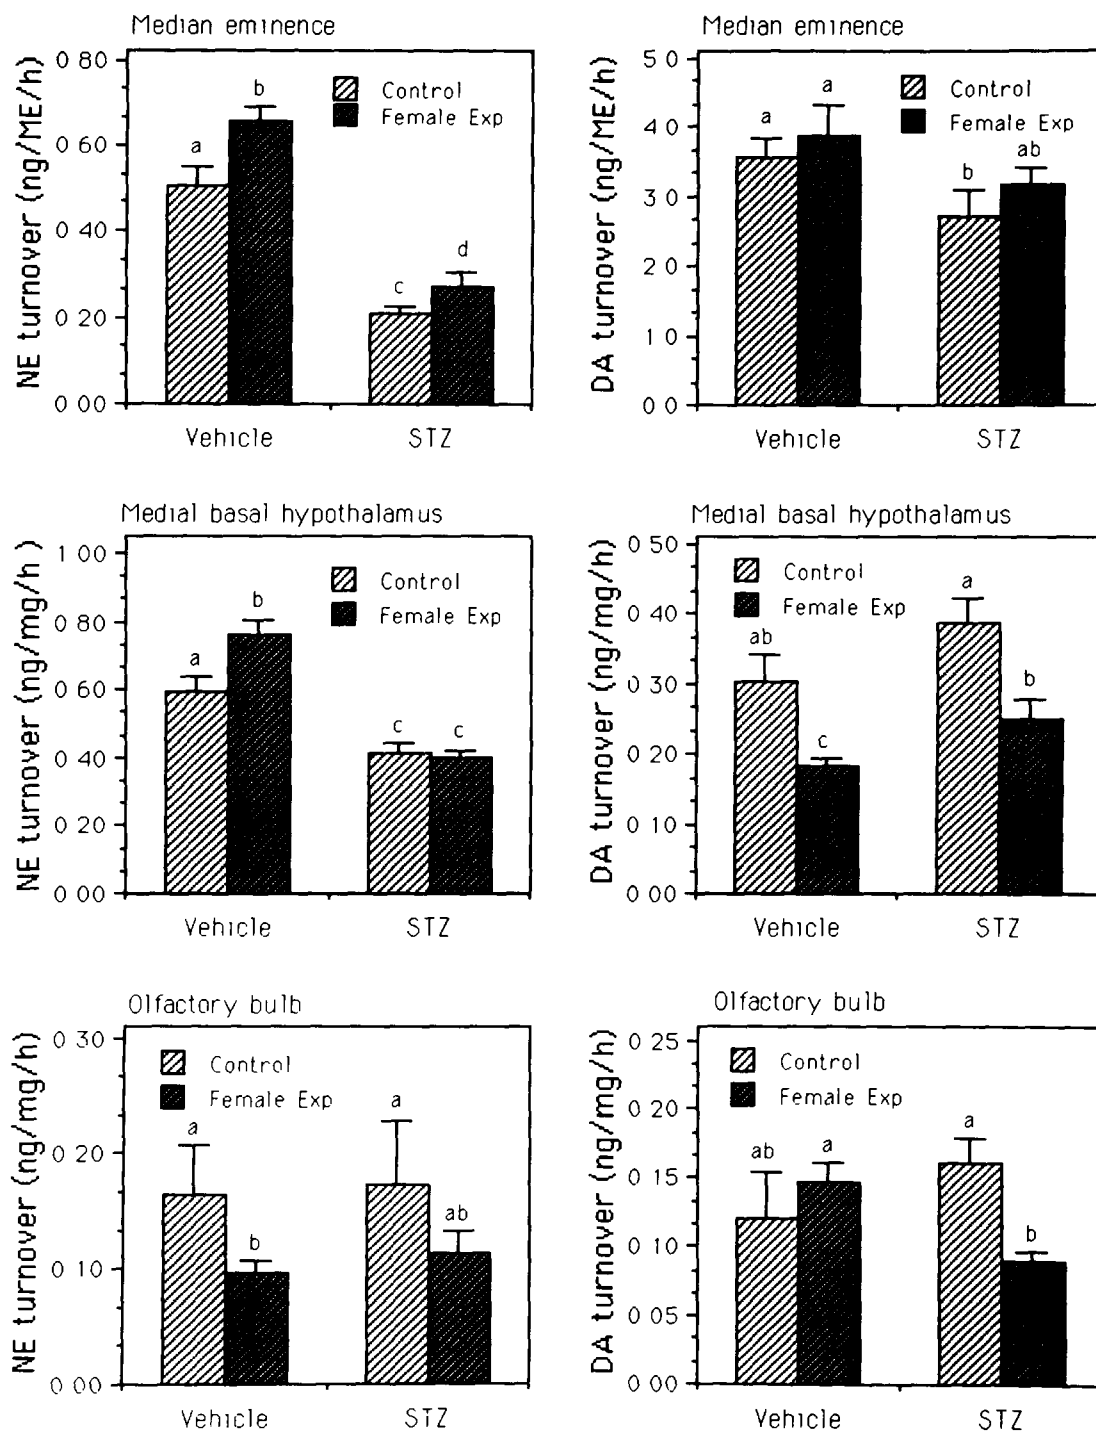 Median eminence
NE turnover (ng/ME/h)
0 80
0 60
0 40
0 20
0 00
Control
Female Exp
a
b
c
d
Vehicle
STZ
Median eminence
DA turnover (ng/ME/h)
5 0
4 0
3 0
2 0
1 0
0 0
Control
Female Exp
a
a
b
ab
Vehicle
STZ
Medial basal hypothalamus
NE turnover (ng/mg/h)
1 00
0 80
0 60
0 40
0 20
0 00
Control
Female Exp
a
b
c
c
Vehicle
STZ
Medial basal hypothalamus
DA turnover (ng/mg/h)
0 50
0 40
0 30
0 20
0 10
0 00
Control
Female Exp
ab
c
a
b
Vehicle
STZ
Olfactory bulb
NE turnover (ng/mg/h)
0 30
0 20
0 10
0 00
Control
Female Exp
a
b
a
ab
Vehicle
STZ
Olfactory bulb
DA turnover (ng/mg/h)
0 25
0 20
0 15
0 10
0 05
0 00
Control
Female Exp
ab
a
a
b
Vehicle
STZ